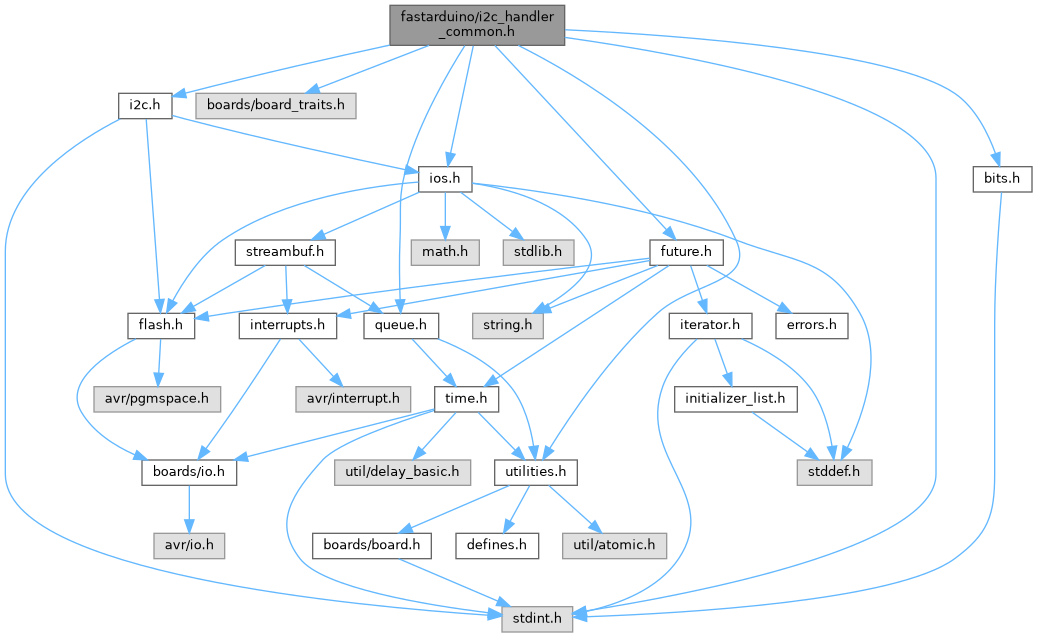 fastarduino/i2c_handler
_common.h
i2c.h
boards/board_traits.h
ios.h
bits.h
streambuf.h
math.h
stdlib.h
future.h
flash.h
interrupts.h
queue.h
string.h
iterator.h
errors.h
avr/pgmspace.h
avr/interrupt.h
time.h
initializer_list.h
boards/io.h
util/delay_basic.h
utilities.h
stddef.h
avr/io.h
boards/board.h
defines.h
util/atomic.h
stdint.h